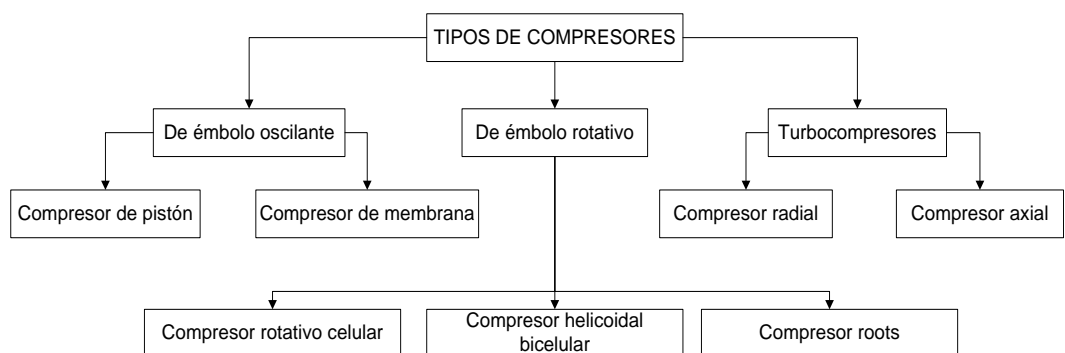 TIPOS DE COMPRESORES
De émbolo oscilante
De émbolo rotativo
Turbocompresores
Compresor de pistón
Compresor de membrana
Compresor radial
Compresor axial
Compresor rotativo celular
Compresor helicoidal
bicelular
Compresor roots